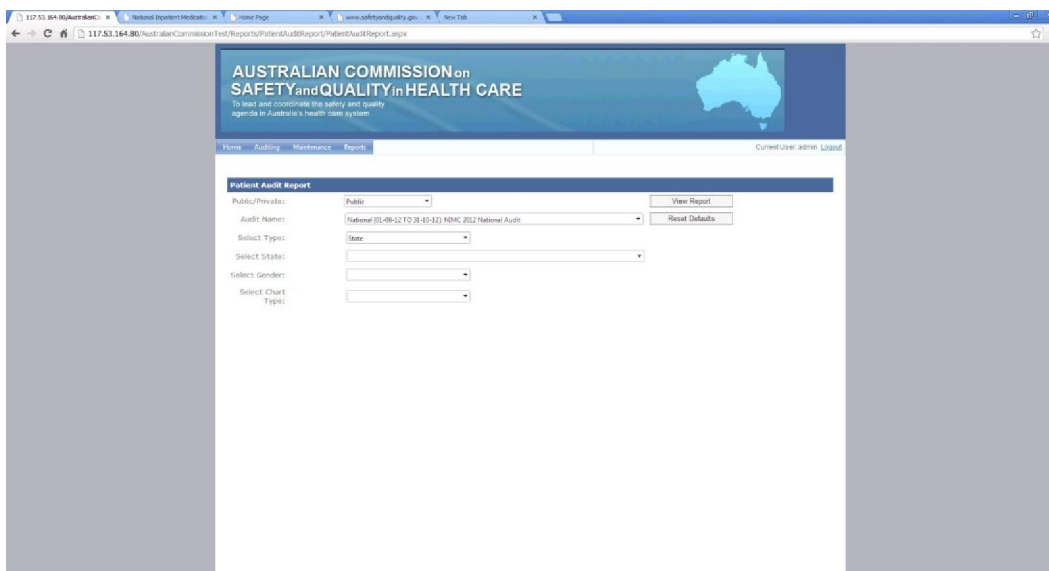 117.53.164.80/AustralianC
National Inpatient Medicatio
Home Page
www.safetyandquality.gov
New Tab
117.53.164.80/AustralianCommissionTest/Reports/PatientAuditReport/PatientAuditReport.aspx
AUSTRALIAN COMMISSION on
SAFETY and QUALITY in HEALTH CARE
To lead and coordinate the safety and quality
agenda in Australia's health care system
Home Auditing Maintenance Reports Current User: admin Logout
Patient Audit Report
Public/Private: Public View Report
Audit Name: National (01-08-12 TO 31-10-12) NIMC 2012 National Audit Reset Defaults
Select Type: State
Select State:
Select Gender:
Select Chart
Type: